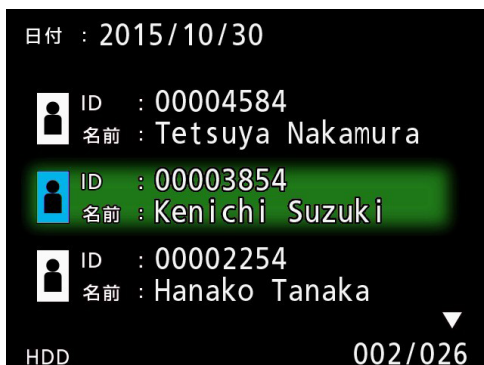 日付 : 2015/10/30
ID : 00004584
名前 : Tetsuya Nakamura
ID : 00003854
名前 : Kenichi Suzuki
ID : 00002254
名前 : Hanako Tanaka
HDD 002/026